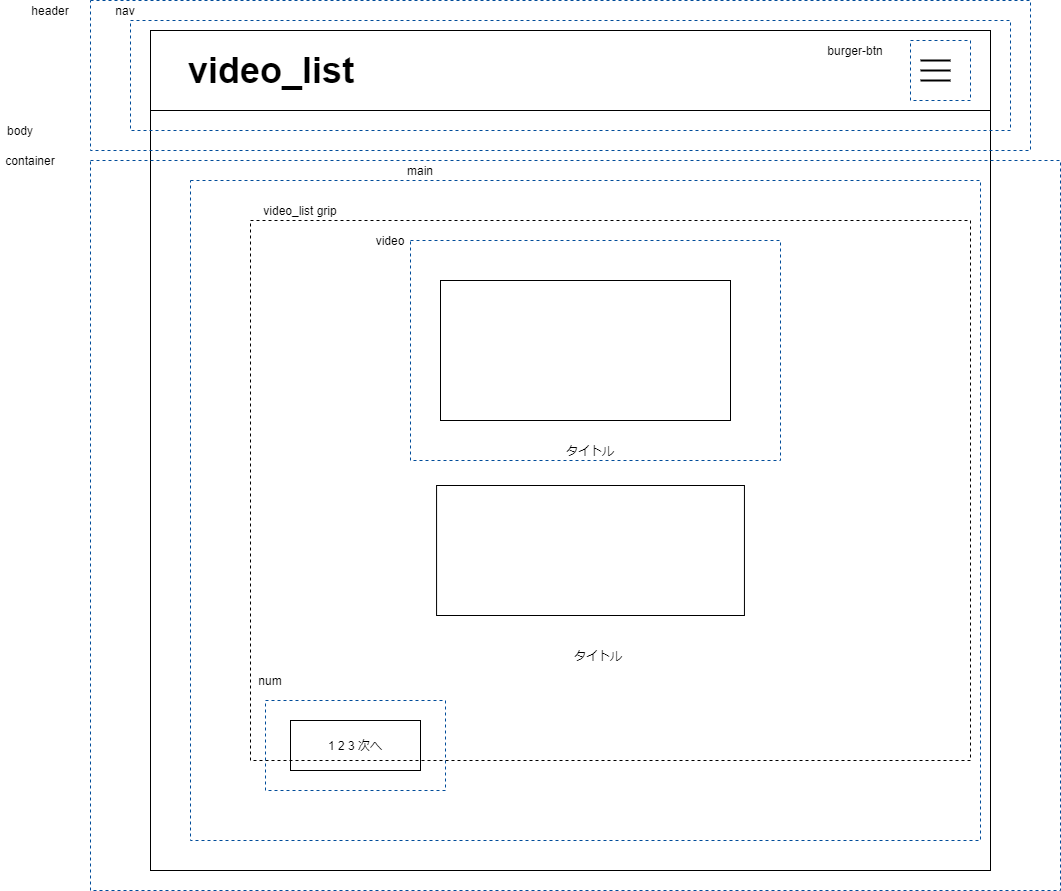 header
nav
burger-btn
video_list
body
container
main
video_list grip
video
タイトル
タイトル
num
1 2 3 次へ